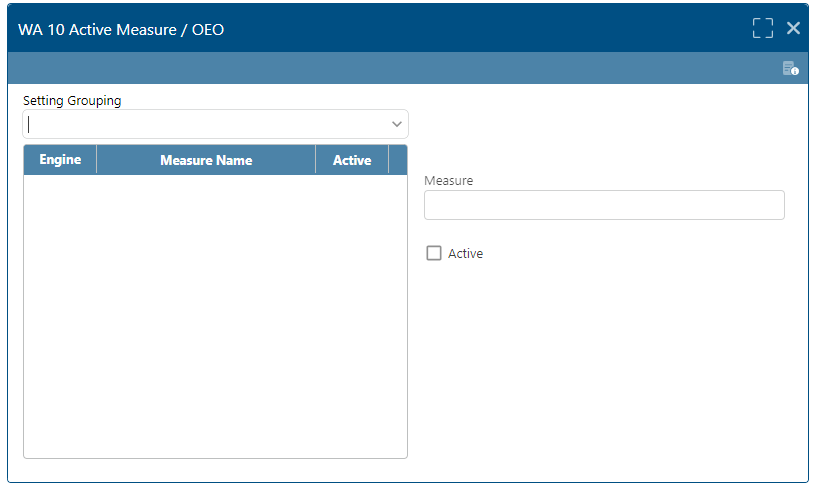 WA 10 Active Measure / OEO
Setting Grouping
Engine Measure Name Active
Measure
Active